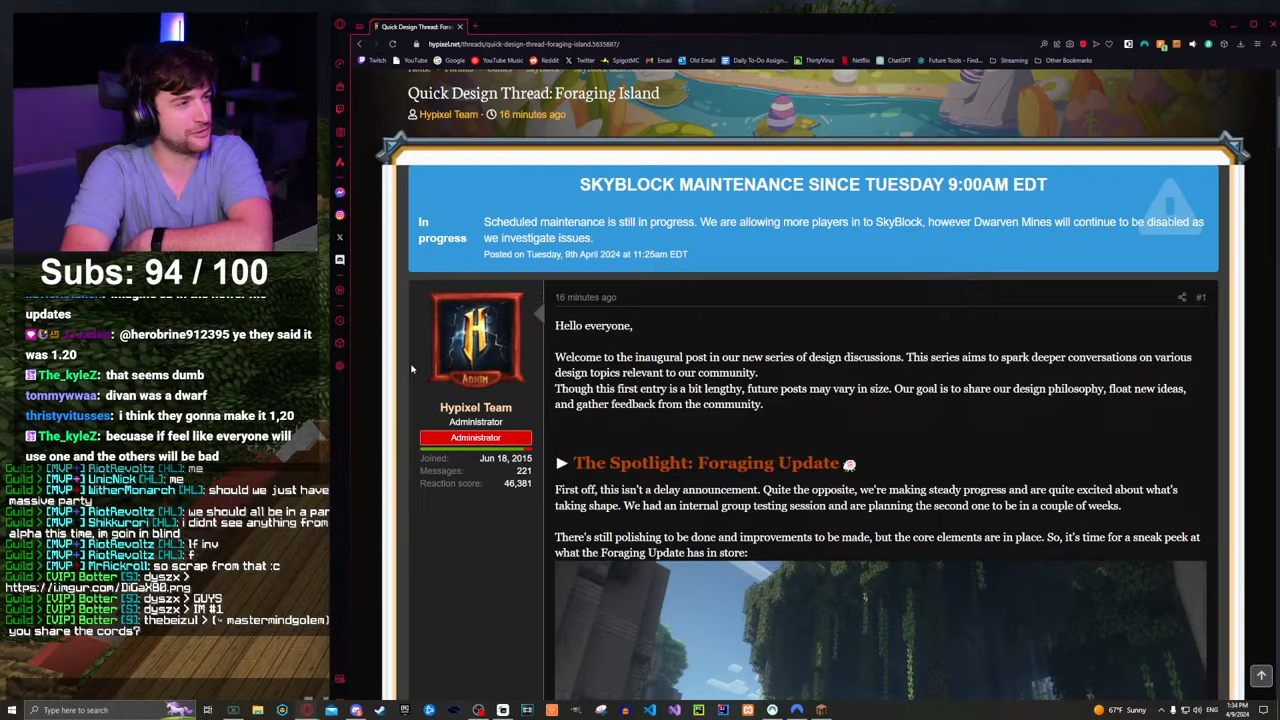 Quick Design Thread: Fora
hypixel.net/threads/quick-design-thread-foraging-island.5635887/
Twitch YouTube Google YouTube Music Reddit Twitter SpigotMC Email Old Email Daily To-Do Assign... ThirtyVirus Netflix ChatGPT Future Tools - Find... Streaming Other Bookmarks
Quick Design Thread: Foraging Island
Hypixel Team · 16 minutes ago
SKYBLOCK MAINTENANCE SINCE TUESDAY 9:00AM EDT
In progress
Scheduled maintenance is still in progress. We are allowing more players in to SkyBlock, however Dwarven Mines will continue to be disabled as
we investigate issues.
Posted on Tuesday, 9th April 2024 at 11:25am EDT
16 minutes ago #1
Hello everyone,
Welcome to the inaugural post in our new series of design discussions. This series aims to spark deeper conversations on various
design topics relevant to our community.
Though this first entry is a bit lengthy, future posts may vary in size. Our goal is to share our design philosophy, float new ideas,
and gather feedback from the community.
ADMIN
Hypixel Team
Administrator
Administrator
Joined: Jun 18, 2015
Messages: 221
Reaction score: 46,381
► The Spotlight: Foraging Update
First off, this isn't a delay announcement. Quite the opposite, we're making steady progress and are quite excited about what's
taking shape. We had an internal group testing session and are planning the second one to be in a couple of weeks.
There's still polishing to be done and improvements to be made, but the core elements are in place. So, it's time for a sneak peek at
what the Foraging Update has in store:
Subs: 94 / 100
updates
@herobrine912395 ye they said it
was 1.20
The_kyleZ: that seems dumb
tommywwaa: divan was a dwarf
christyvitusses: i think they gonna make it 1,20
The_kyleZ: becuase if feel like everyone will
use one and the others will be bad
Guild > [MVP+] RiotRevoltz [HL]: me
Guild > [MVP+] UnicNick [HL]: me
Guild > [MVP+] WitherMonarch [HL]: should we just have
massive party
Guild > [MVP+] RiotRevoltz [HL]: we should all be in a par
Guild > [MVP+] Shikkurori [HL]: i didnt see anything from
alpha this time, im goin in blind
Guild > [MVP+] RiotRevoltz [HL]: lf inv
Guild > [MVP+] RiotRevoltz [HL]: f
Guild > [MVP+] MrRickroll: so scrap from that :c
Guild > [VIP] Botter [S]: dyszx >
https://i.imgur.com/DiGaX80.png
Guild > [VIP] Botter [S]: dyszx > GUYS
Guild > [VIP] Botter [S]: dyszx > IM #1
Guild > [VIP] Botter [S]: thebeizul > (⤷ mastermindgolem)
you share the cords?
Type here to search
67°F Sunny ENG 1:34 PM
4/9/2024